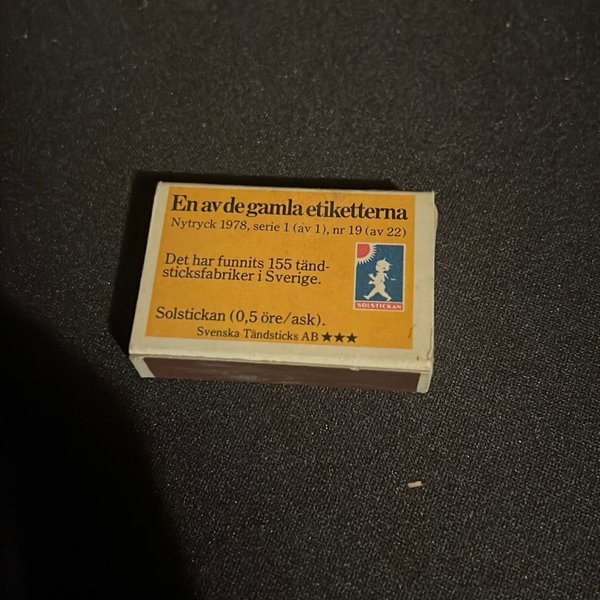 En av de gamla etiketterna
Nytryck 1978, serie 1 (av 1), nr 19 (av 22)
Det har funnits 155 tänd-
sticksfabriker i Sverige.
SOLSTICKAN
Solstickan (0,5 öre/ask).
Svenska Tändsticks AB ★★★